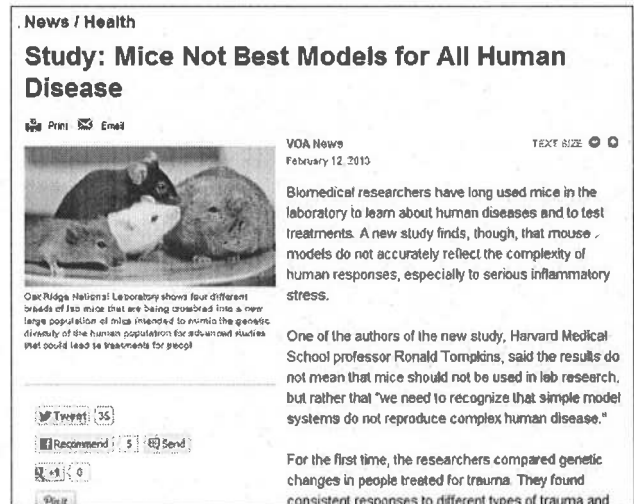 News / Health
Study: Mice Not Best Models for All Human
Disease
Print Email
VOA News
TEXT SIZE
February 12, 2013
Oak Ridge National Laboratory shows four different
breeds of lab mice that are being crossbred into a new
large population of mice intended to mimic the genetic
diversity of the human population for advanced studies
that could lead to treatments for peopl
Tweet 35
Recommend 5 Send
+1 0
Pin it
Biomedical researchers have long used mice in the
laboratory to learn about human diseases and to test
treatments. A new study finds, though, that mouse
models do not accurately reflect the complexity of
human responses, especially to serious inflammatory
stress.
One of the authors of the new study, Harvard Medical
School professor Ronald Tompkins, said the results do
not mean that mice should not be used in lab research,
but rather that "we need to recognize that simple model
systems do not reproduce complex human disease."
For the first time, the researchers compared genetic
changes in people treated for trauma. They found
consistent responses to different types of trauma and